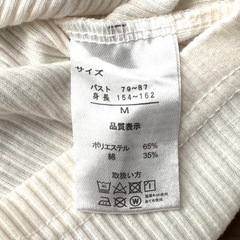 サイズ
バスト 79~87
身長 154~162
M
品質表示
ポリエステル 65%
綿 35%
取扱い方